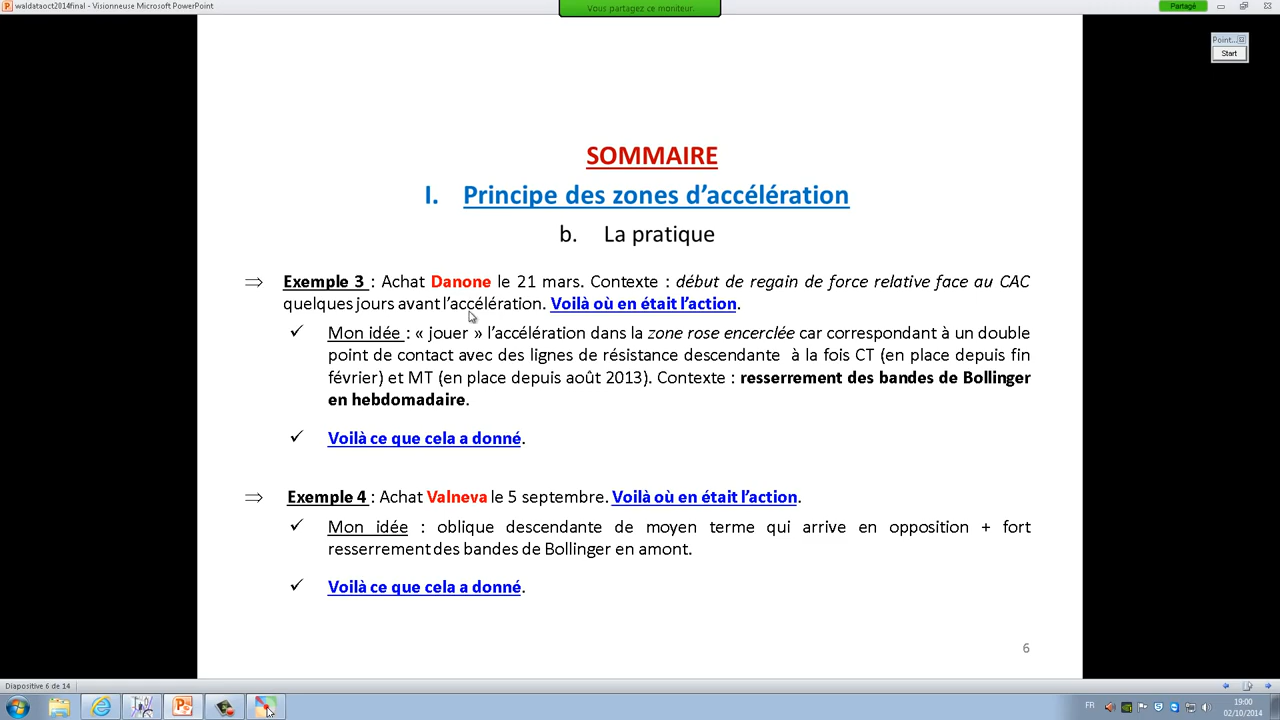 waldataoct2014final - Visionneuse Microsoft PowerPoint
Vous partagez ce moniteur.
Partagé
Point...
Start
SOMMAIRE
I. Principe des zones d’accélération
b. La pratique
⇒ Exemple 3 : Achat Danone le 21 mars. Contexte : début de regain de force relative face au CAC
quelques jours avant l’accélération. Voilà où en était l’action.
✓ Mon idée : « jouer » l’accélération dans la zone rose encerclée car correspondant à un double
point de contact avec des lignes de résistance descendante à la fois CT (en place depuis fin
février) et MT (en place depuis août 2013). Contexte : resserrement des bandes de Bollinger
en hebdomadaire.
✓ Voilà ce que cela a donné.
⇒ Exemple 4 : Achat Valneva le 5 septembre. Voilà où en était l’action.
✓ Mon idée : oblique descendante de moyen terme qui arrive en opposition + fort
resserrement des bandes de Bollinger en amont.
✓ Voilà ce que cela a donné.
6
Diapositive 6 de 14
FR
19:00
02/10/2014